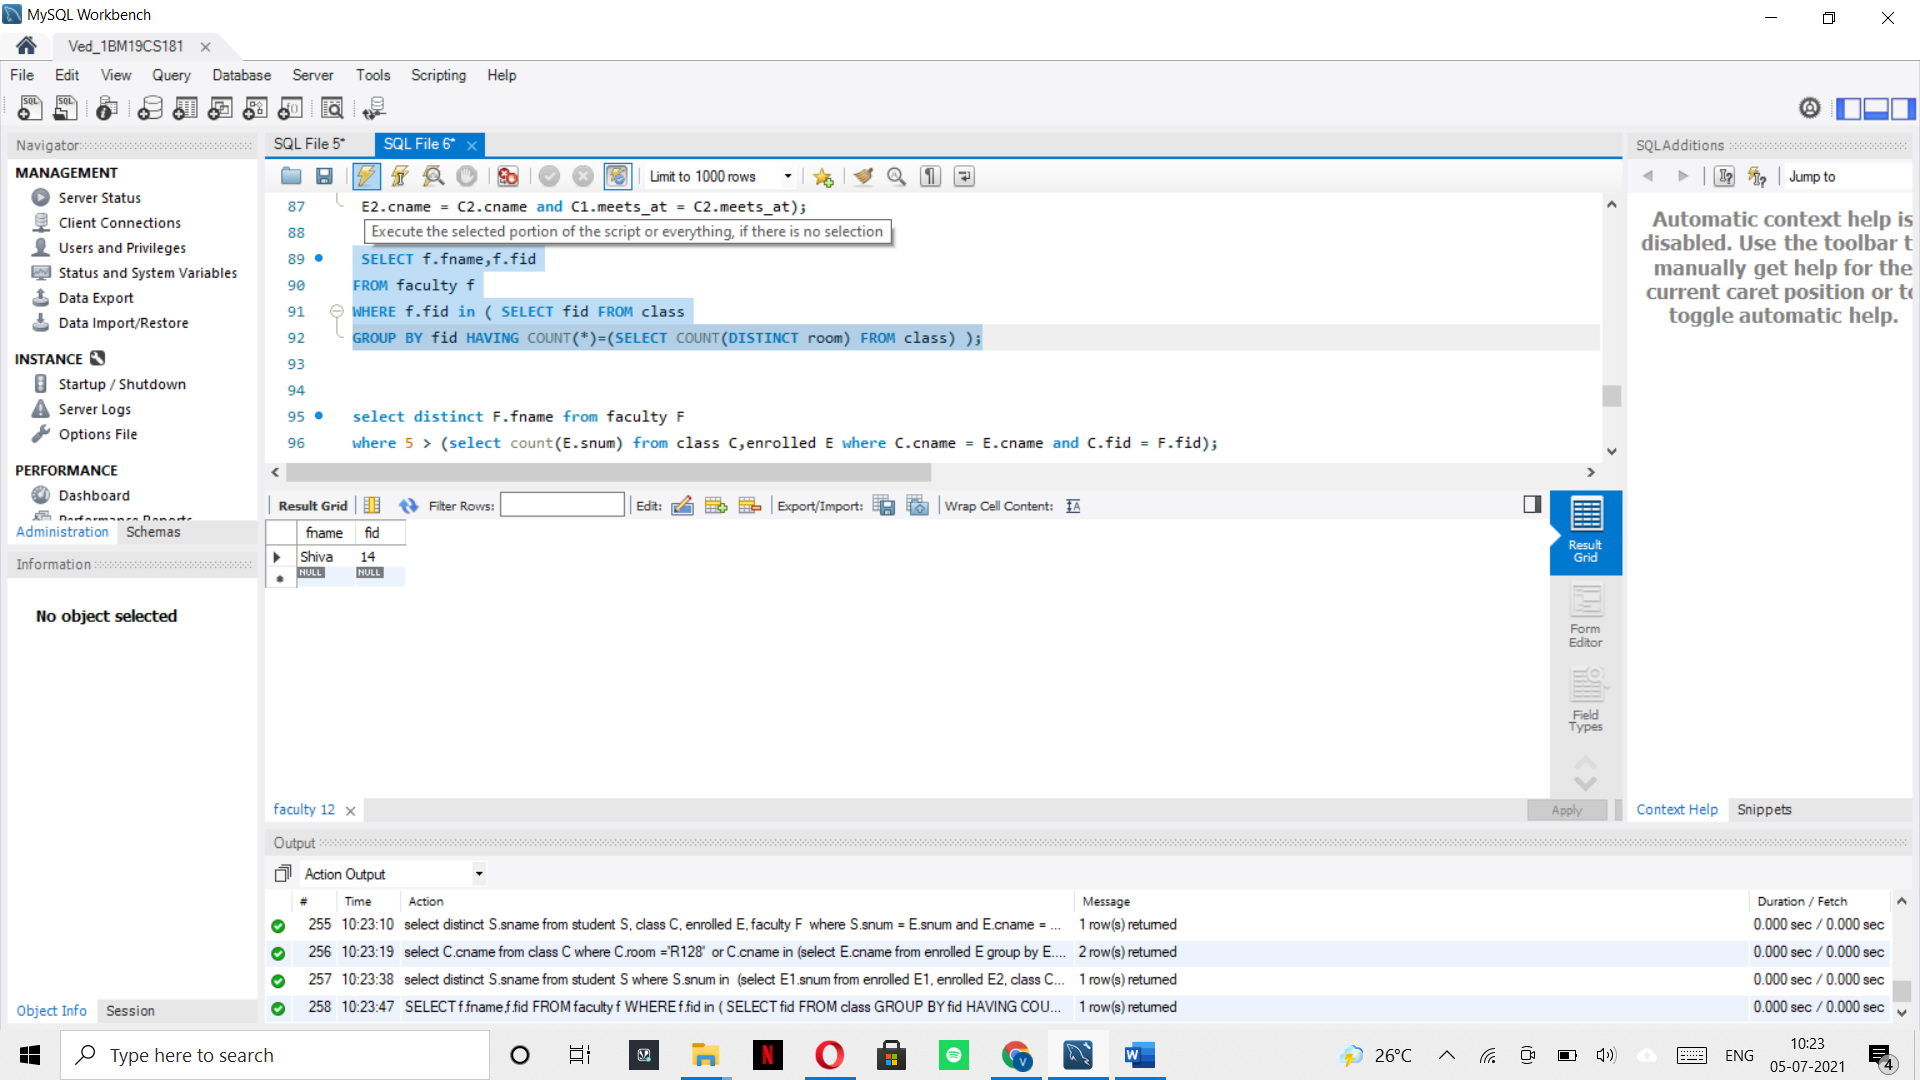 MySQL Workbench
Ved_1BM19CS181
File Edit View Query Database Server Tools Scripting Help
Navigator
MANAGEMENT
Server Status
Client Connections
Users and Privileges
Status and System Variables
Data Export
Data Import/Restore
INSTANCE
Startup / Shutdown
Server Logs
Options File
PERFORMANCE
Dashboard
Performance Reports
Administration Schemas
Information
No object selected
Object Info Session
SQL File 5* SQL File 6*
Limit to 1000 rows
87 E2.cname = C2.cname and C1.meets_at = C2.meets_at);
88
Execute the selected portion of the script or everything, if there is no selection
89 SELECT f.fname,f.fid
90 FROM faculty f
91 WHERE f.fid in ( SELECT fid FROM class
92 GROUP BY fid HAVING COUNT(*)=(SELECT COUNT(DISTINCT room) FROM class) );
93
94
95 select distinct F.fname from faculty F
96 where 5 > (select count(E.snum) from class C,enrolled E where C.cname = E.cname and C.fid = F.fid);
Result Grid Filter Rows: Edit: Export/Import: Wrap Cell Content:
fname fid
Shiva 14
NULL NULL
Result Grid
Form Editor
Field Types
faculty 12
Apply
SQLAdditions
Jump to
Automatic context help is
disabled. Use the toolbar t
manually get help for the
current caret position or to
toggle automatic help.
Context Help Snippets
Output
Action Output
# Time Action Message Duration / Fetch
255 10:23:10 select distinct S.sname from student S, class C, enrolled E, faculty F where S.snum = E.snum and E.cname = ... 1 row(s) returned 0.000 sec / 0.000 sec
256 10:23:19 select C.cname from class C where C.room ='R128' or C.cname in (select E.cname from enrolled E group by E.... 2 row(s) returned 0.000 sec / 0.000 sec
257 10:23:38 select distinct S.sname from student S where S.snum in (select E1.snum from enrolled E1, enrolled E2, class C... 1 row(s) returned 0.000 sec / 0.000 sec
258 10:23:47 SELECT f.fname,f.fid FROM faculty f WHERE f.fid in ( SELECT fid FROM class GROUP BY fid HAVING COU... 1 row(s) returned 0.000 sec / 0.000 sec
Type here to search
26°C
ENG
10:23
05-07-2021
4